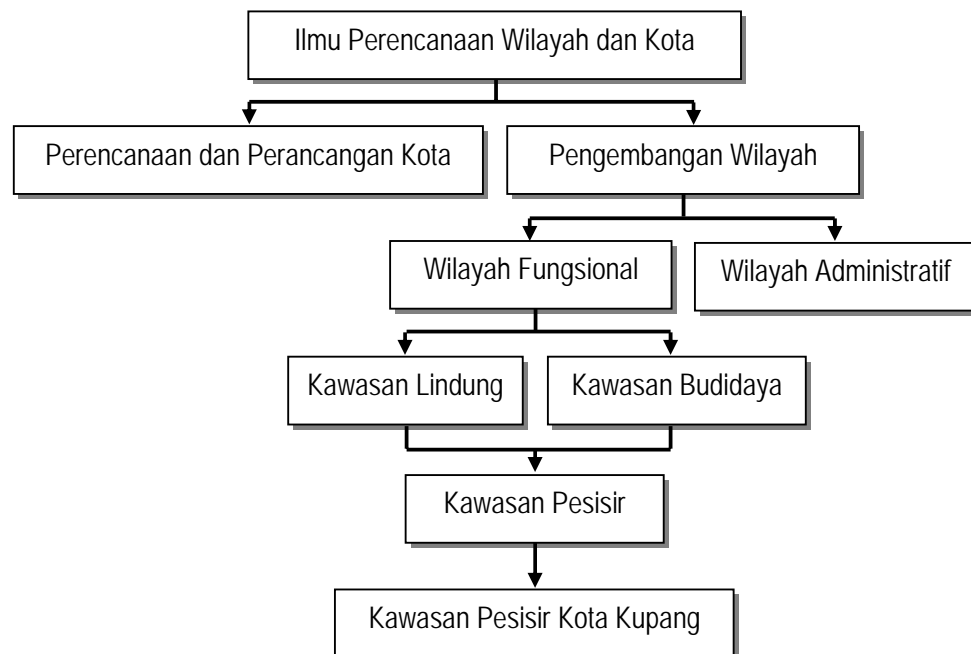 Ilmu Perencanaan Wilayah dan Kota
Perencanaan dan Perancangan Kota
Pengembangan Wilayah
Wilayah Fungsional
Wilayah Administratif
Kawasan Lindung
Kawasan Budidaya
Kawasan Pesisir
Kawasan Pesisir Kota Kupang